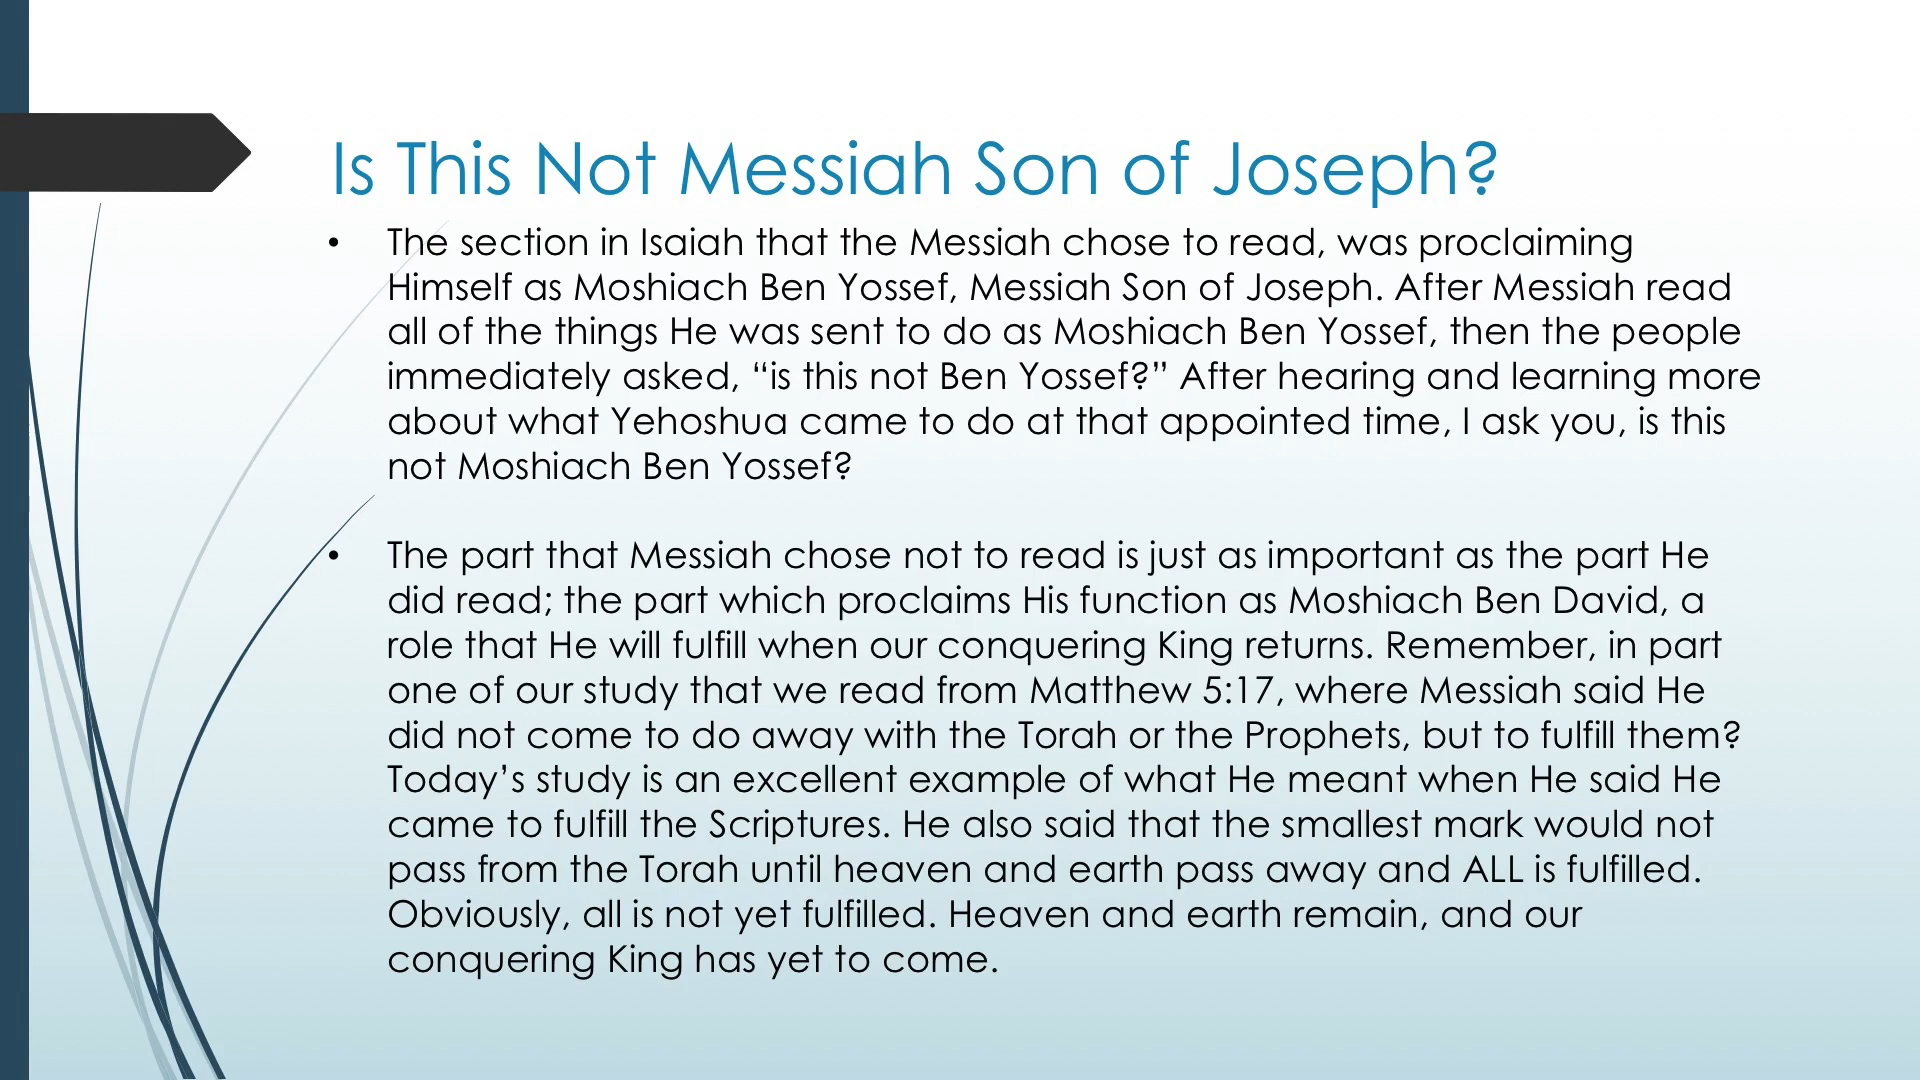 Is This Not Messiah Son of Joseph?
• The section in Isaiah that the Messiah chose to read, was proclaiming
Himself as Moshiach Ben Yossef, Messiah Son of Joseph. After Messiah read
all of the things He was sent to do as Moshiach Ben Yossef, then the people
immediately asked, “is this not Ben Yossef?” After hearing and learning more
about what Yehoshua came to do at that appointed time, I ask you, is this
not Moshiach Ben Yossef?
• The part that Messiah chose not to read is just as important as the part He
did read; the part which proclaims His function as Moshiach Ben David, a
role that He will fulfill when our conquering King returns. Remember, in part
one of our study that we read from Matthew 5:17, where Messiah said He
did not come to do away with the Torah or the Prophets, but to fulfill them?
Today’s study is an excellent example of what He meant when He said He
came to fulfill the Scriptures. He also said that the smallest mark would not
pass from the Torah until heaven and earth pass away and ALL is fulfilled.
Obviously, all is not yet fulfilled. Heaven and earth remain, and our
conquering King has yet to come.